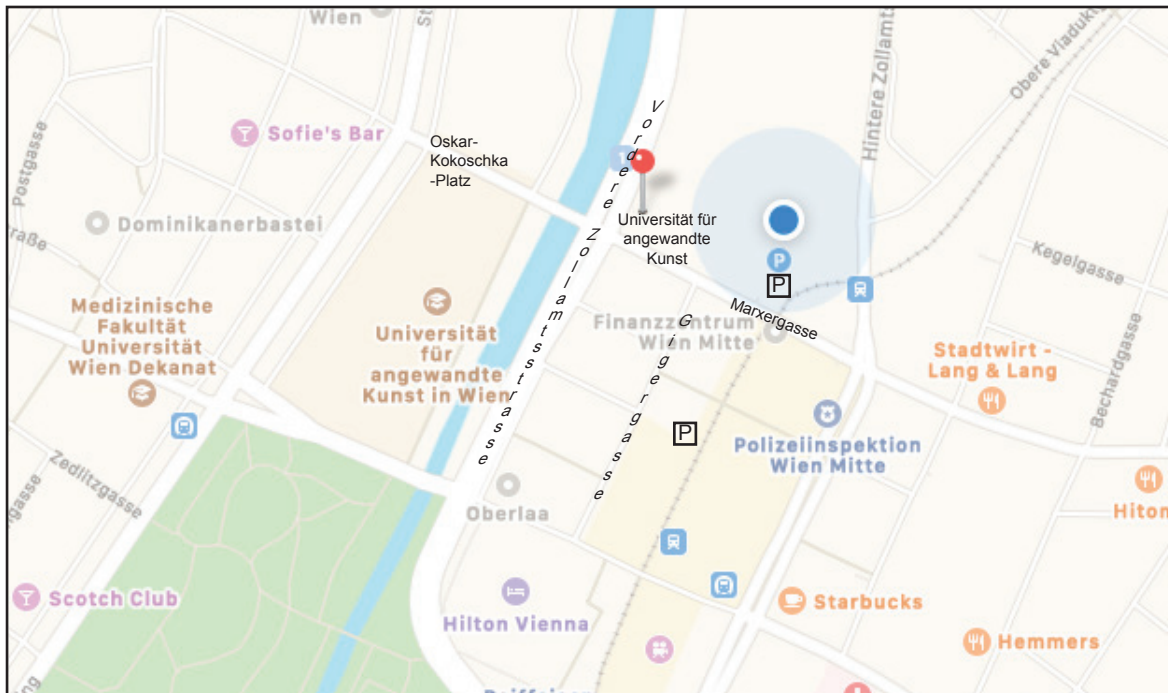 Wien
St
Hintere Zollamts
Obere Viadukt
Sofie's Bar
Postgasse
Oskar-
Kokoschka
-Platz
Vordere Zollamtsstrasse
Dominikanerbastei
Universität für
angewandte
Kunst
P
P
Kegelgasse
Medizinische
Fakultät
Universität
Wien Dekanat
Universität
für
angewandte
Kunst in Wien
Finanzzentrum
Wien Mitte
Marxergasse
Gigergasse
Stadtwirt -
Lang & Lang
Bechardgasse
P
Polizeiinspektion
Wien Mitte
Zedlitzgasse
Oberlaa
Hiton
Scotch Club
Hilton Vienna
Starbucks
Hemmers